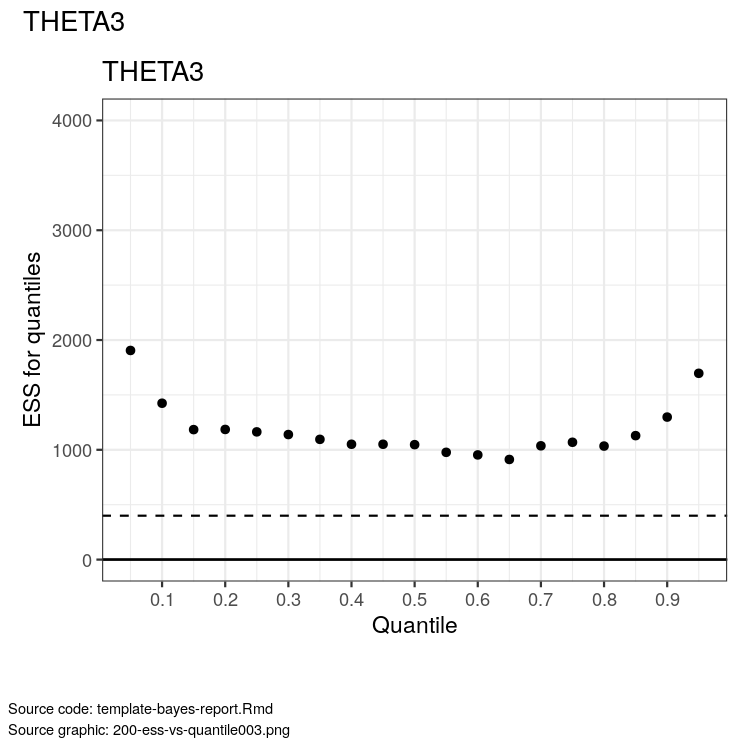 THETA3
THETA3
ESS for quantiles
4000
3000
2000
1000
0
0.1 0.2 0.3 0.4 0.5 0.6 0.7 0.8 0.9
Quantile
Source code: template-bayes-report.Rmd
Source graphic: 200-ess-vs-quantile003.png